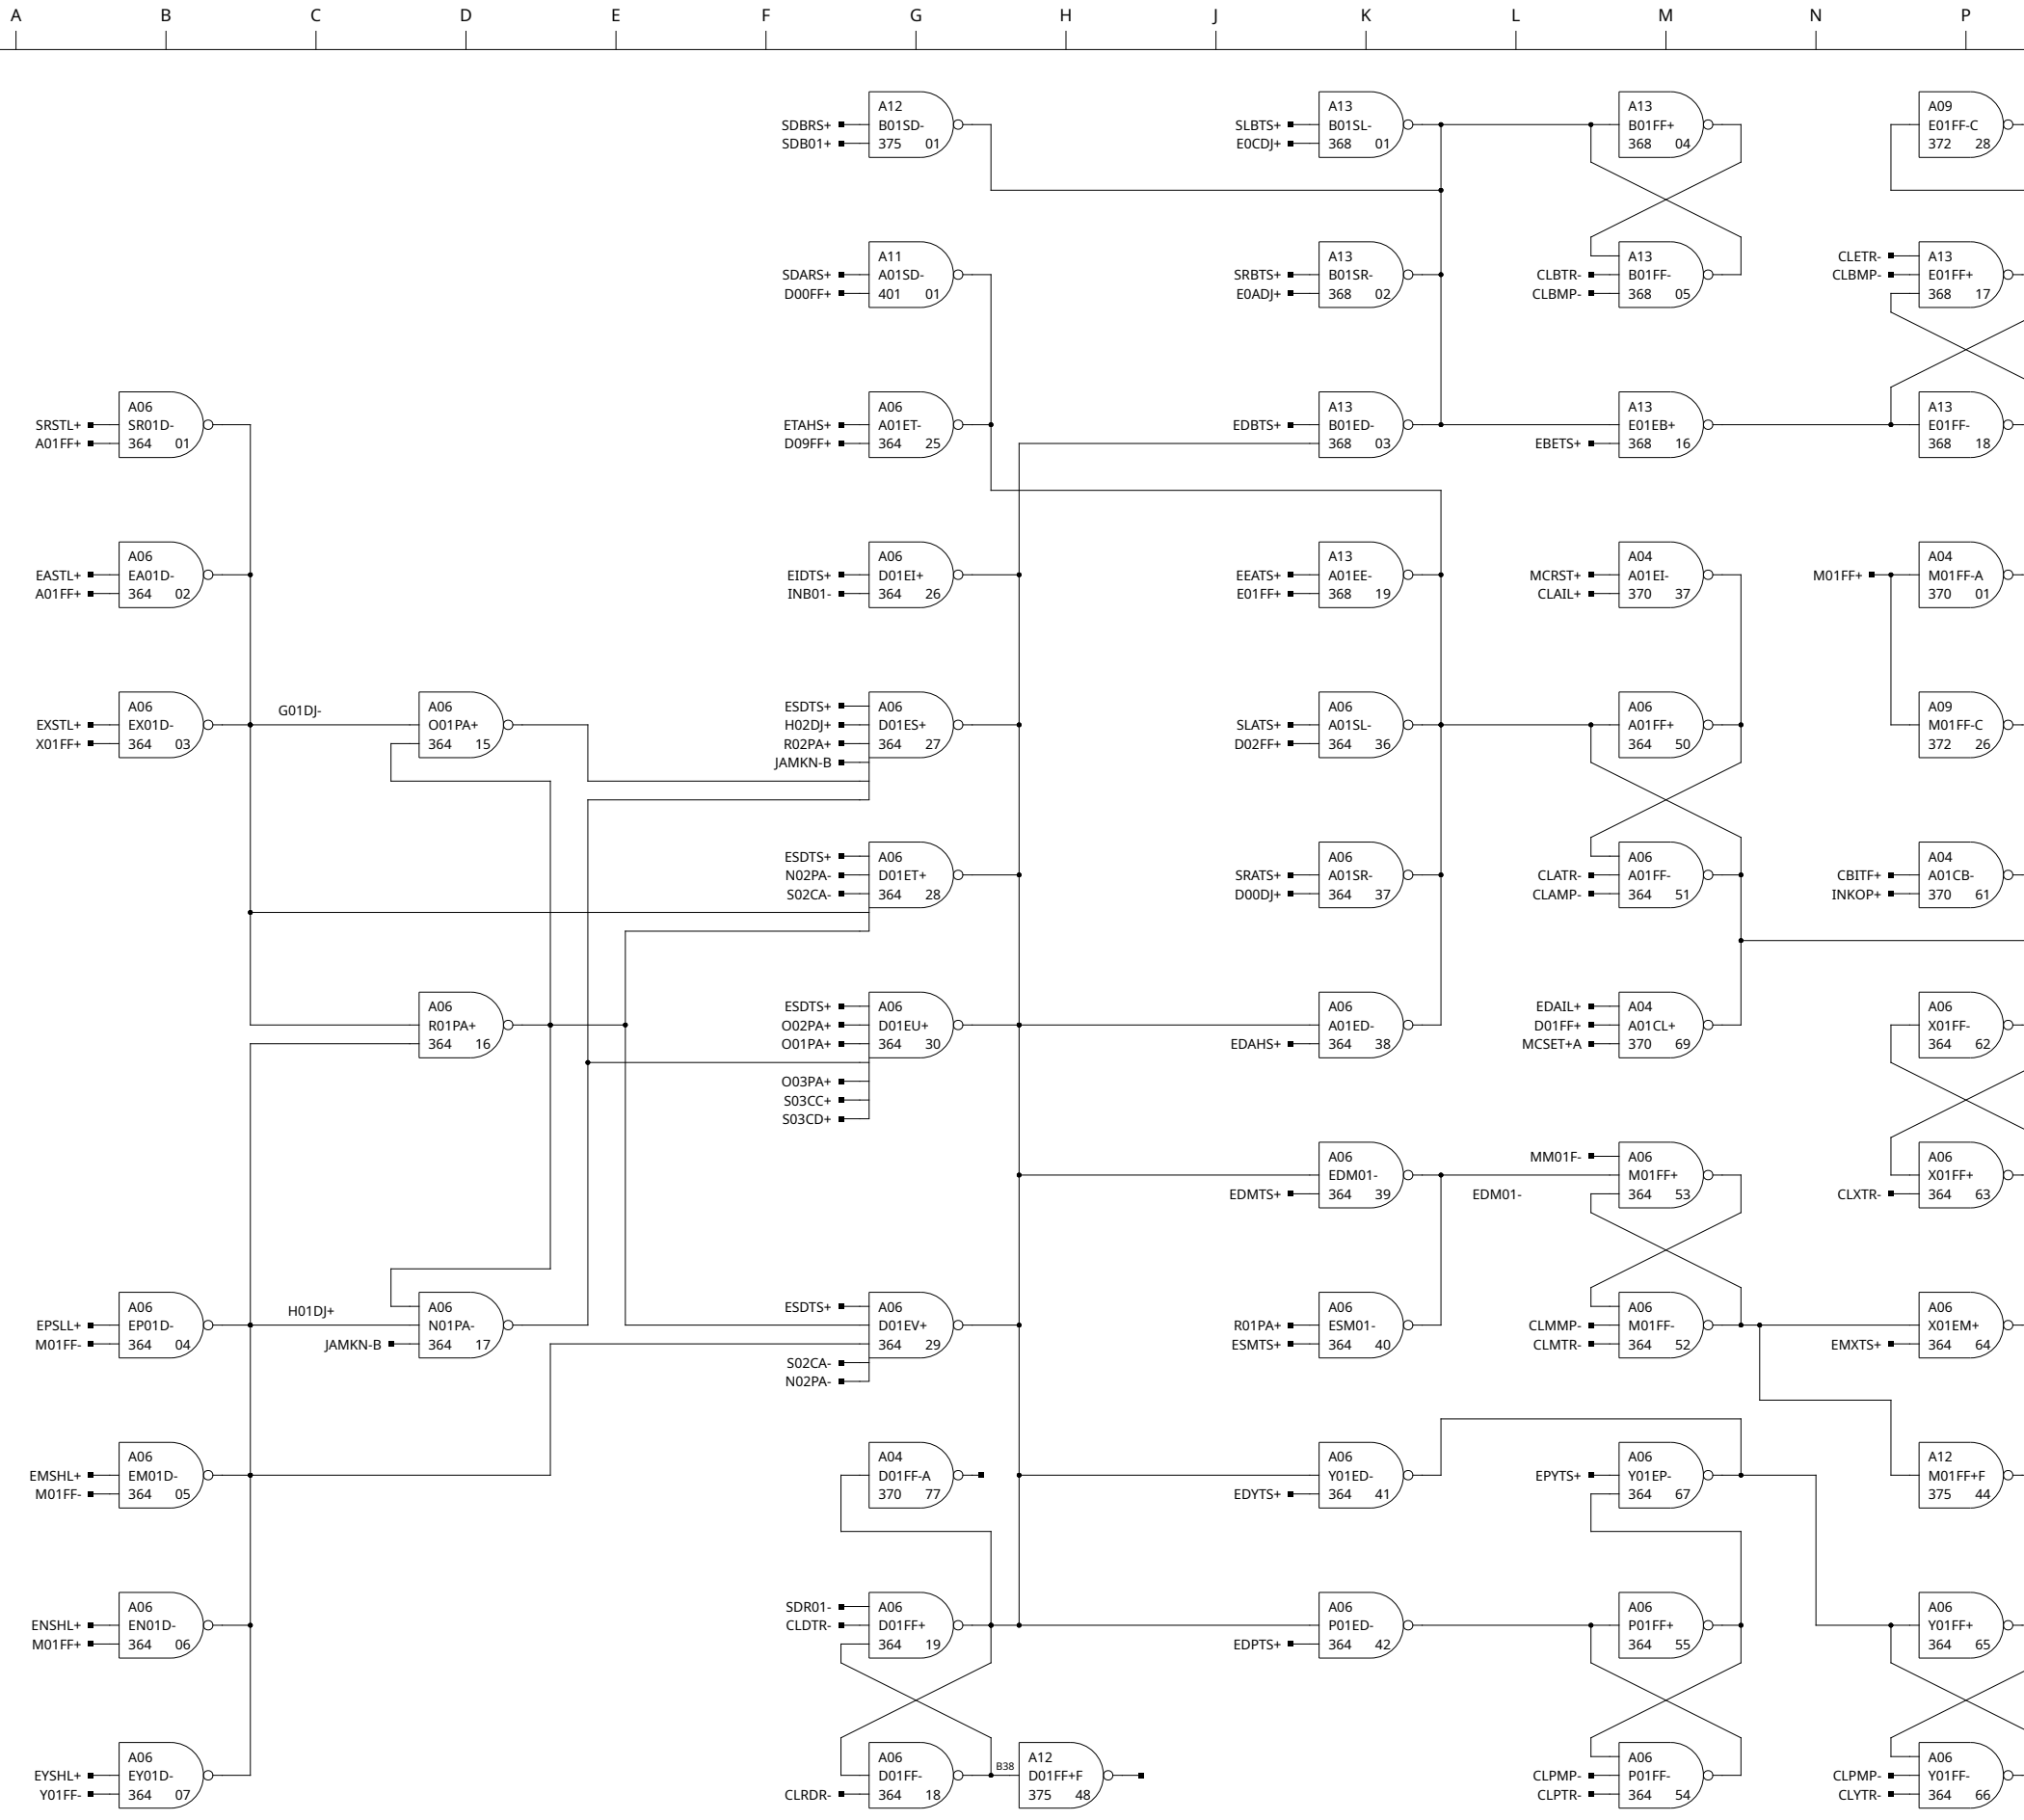 A B C D E F G H J K L M N P
SDBRS+
SDB01+
A12
B01SD-
375 01
SLBTS+
E0CDJ+
A13
B01SL-
368 01
A13
B01FF+
368 04
A09
E01FF-C
372 28
SDARS+
D00FF+
A11
A01SD-
401 01
SRBTS+
E0ADJ+
A13
B01SR-
368 02
CLBTR-
CLBMP-
A13
B01FF-
368 05
CLETR-
CLBMP-
A13
E01FF+
368 17
SRSTL+
A01FF+
A06
SR01D-
364 01
ETAHS+
D09FF+
A06
A01ET-
364 25
EDBTS+
A13
B01ED-
368 03
EBETS+
A13
E01EB+
368 16
A13
E01FF-
368 18
EASTL+
A01FF+
A06
EA01D-
364 02
EIDTS+
INB01-
A06
D01EI+
364 26
EEATS+
E01FF+
A13
A01EE-
368 19
MCRST+
CLAIL+
A04
A01EI-
370 37
M01FF+
A04
M01FF-A
370 01
EXSTL+
X01FF+
A06
EX01D-
364 03
G01DJ-
A06
O01PA+
364 15
ESDTS+
H02DJ+
R02PA+
JAMKN-B
A06
D01ES+
364 27
SLATS+
D02FF+
A06
A01SL-
364 36
A06
A01FF+
364 50
A09
M01FF-C
372 26
ESDTS+
N02PA-
S02CA-
A06
D01ET+
364 28
SRATS+
D00DJ+
A06
A01SR-
364 37
CLATR-
CLAMP-
A06
A01FF-
364 51
CBITF+
INKOP+
A04
A01CB-
370 61
A06
R01PA+
364 16
ESDTS+
O02PA+
O01PA+
O03PA+
S03CC+
S03CD+
A06
D01EU+
364 30
EDAHS+
A06
A01ED-
364 38
EDAIL+
D01FF+
MCSET+A
A04
A01CL+
370 69
A06
X01FF-
364 62
EDMTS+
A06
EDM01-
364 39
EDM01-
MM01F-
A06
M01FF+
364 53
CLXTR-
A06
X01FF+
364 63
EPSLL+
M01FF-
A06
EP01D-
364 04
H01DJ+
JAMKN-B
A06
N01PA-
364 17
ESDTS+
S02CA-
N02PA-
A06
D01EV+
364 29
R01PA+
ESMTS+
A06
ESM01-
364 40
CLMMP-
CLMTR-
A06
M01FF-
364 52
EMXTS+
A06
X01EM+
364 64
EMSHL+
M01FF-
A06
EM01D-
364 05
A04
D01FF-A
370 77
EDYTS+
A06
Y01ED-
364 41
EPYTS+
A06
Y01EP-
364 67
A12
M01FF+F
375 44
ENSHL+
M01FF+
A06
EN01D-
364 06
SDR01-
CLDTR-
A06
D01FF+
364 19
EDPTS+
A06
P01ED-
364 42
A06
P01FF+
364 55
A06
Y01FF+
364 65
EYSHL+
Y01FF-
A06
EY01D-
364 07
CLRDR-
A06
D01FF-
364 18
B38
A12
D01FF+F
375 48
CLPMP-
CLPTR-
A06
P01FF-
364 54
CLPMP-
CLYTR-
A06
Y01FF-
364 66